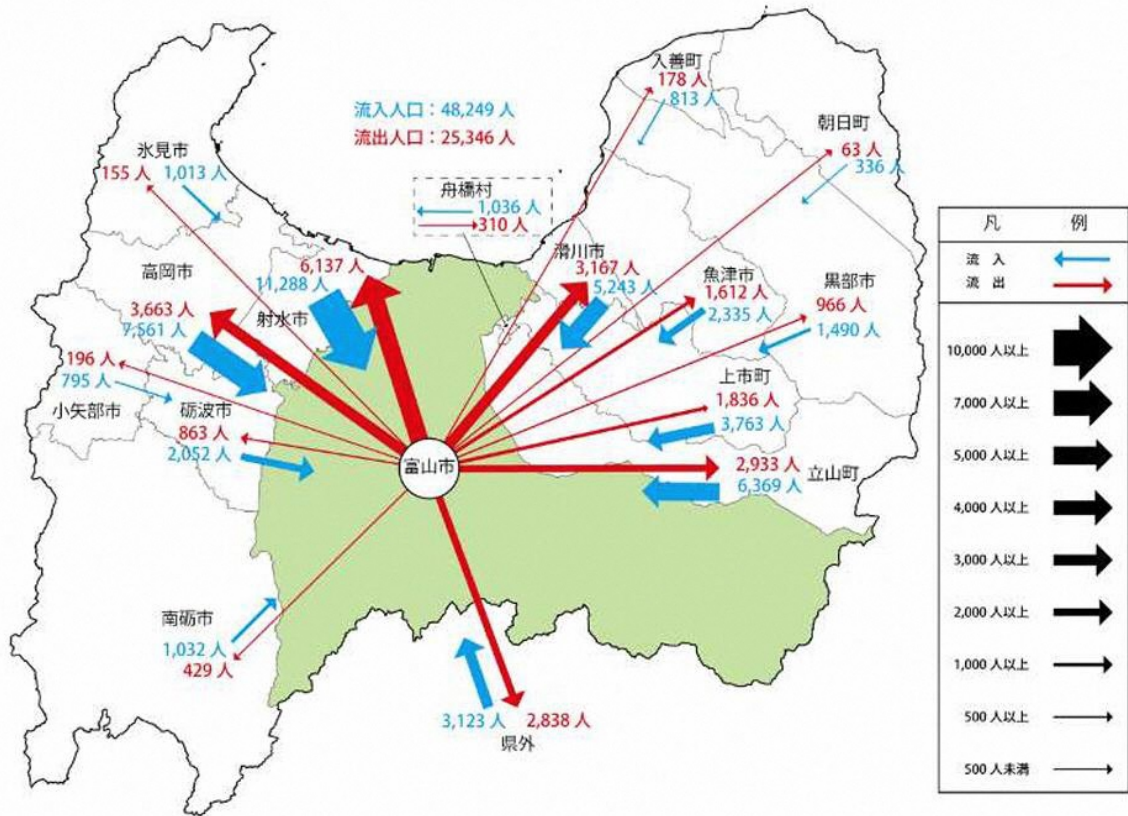 入善町
178 人
813 人
流入人口：48,249人
流出人口：25,346 人
朝日町
63 人
336 人
氷見市
155 人
1,013 人
舟橋村
1,036 人
310 人
滑川市
3,167 人
5,243 人
魚津市
1,612 人
2,335 人
黒部市
966 人
1,490 人
高岡市
3,663 人
7,561 人
6,137 人
11,288 人
射水市
196 人
795 人
小矢部市
砺波市
863 人
2,052 人
上市町
1,836 人
3,763 人
富山市
2,933 人
6,369 人
立山町
南砺市
1,032 人
429 人
3,123 人
2,838 人
県外
凡 例
流 入
流 出
10,000 人以上
7,000 人以上
5,000 人以上
4,000 人以上
3,000 人以上
2,000 人以上
1,000 人以上
500 人以上
500 人未満